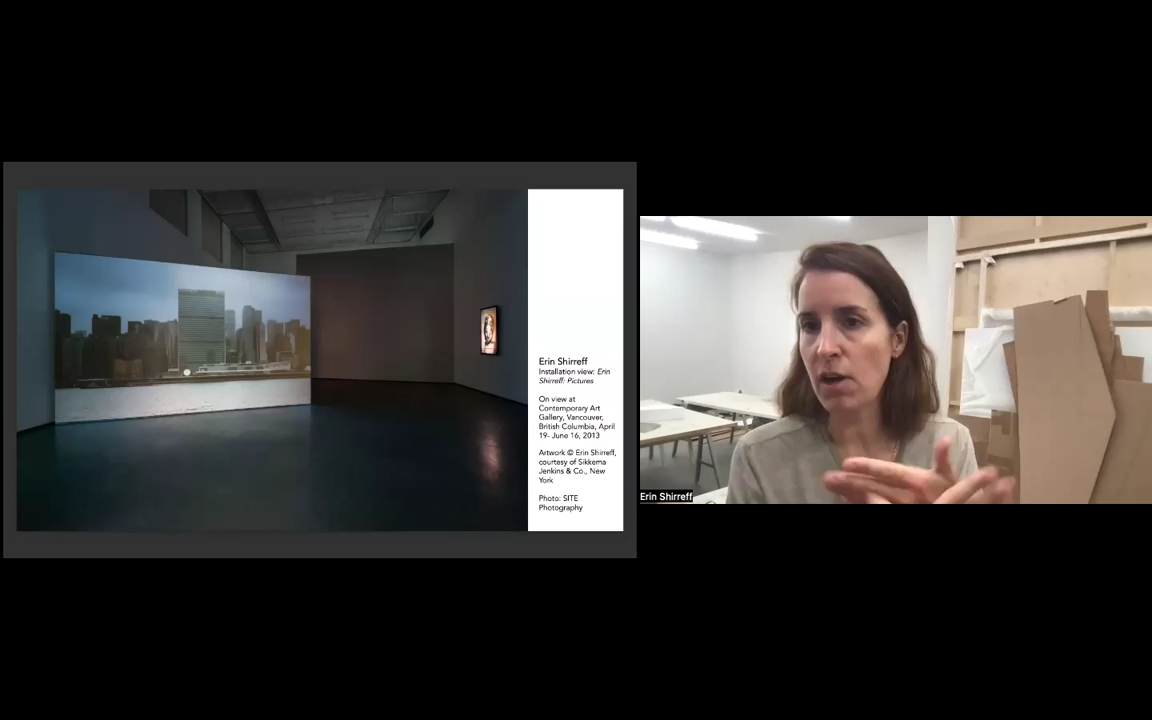 Erin Shirreff
Installation view: Erin
Shirreff: Pictures
On view at
Contemporary Art
Gallery, Vancouver,
British Columbia, April
19- June 16, 2013
Artwork © Erin Shirreff,
courtesy of Sikkema
Jenkins & Co., New
York
Photo: SITE
Photography
Erin Shirreff